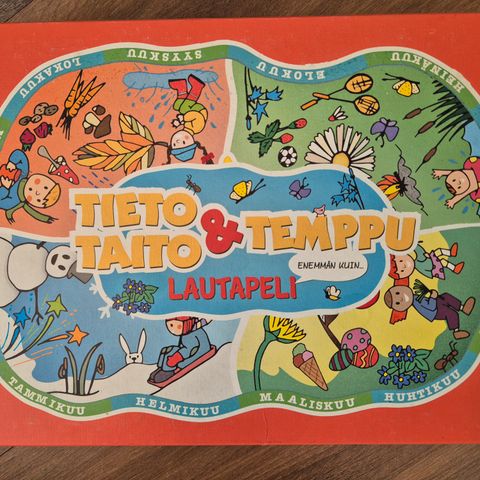 LOKAKUU
SYYSKUU
ELOKUU
HEINÄKUU
TIETO
TAITO
&
TEMPPU
ENEMMÄN KUIN...
LAUTAPELI
TAMMIKUU
HELMIKUU
MAALISKUU
HUHTIKUU